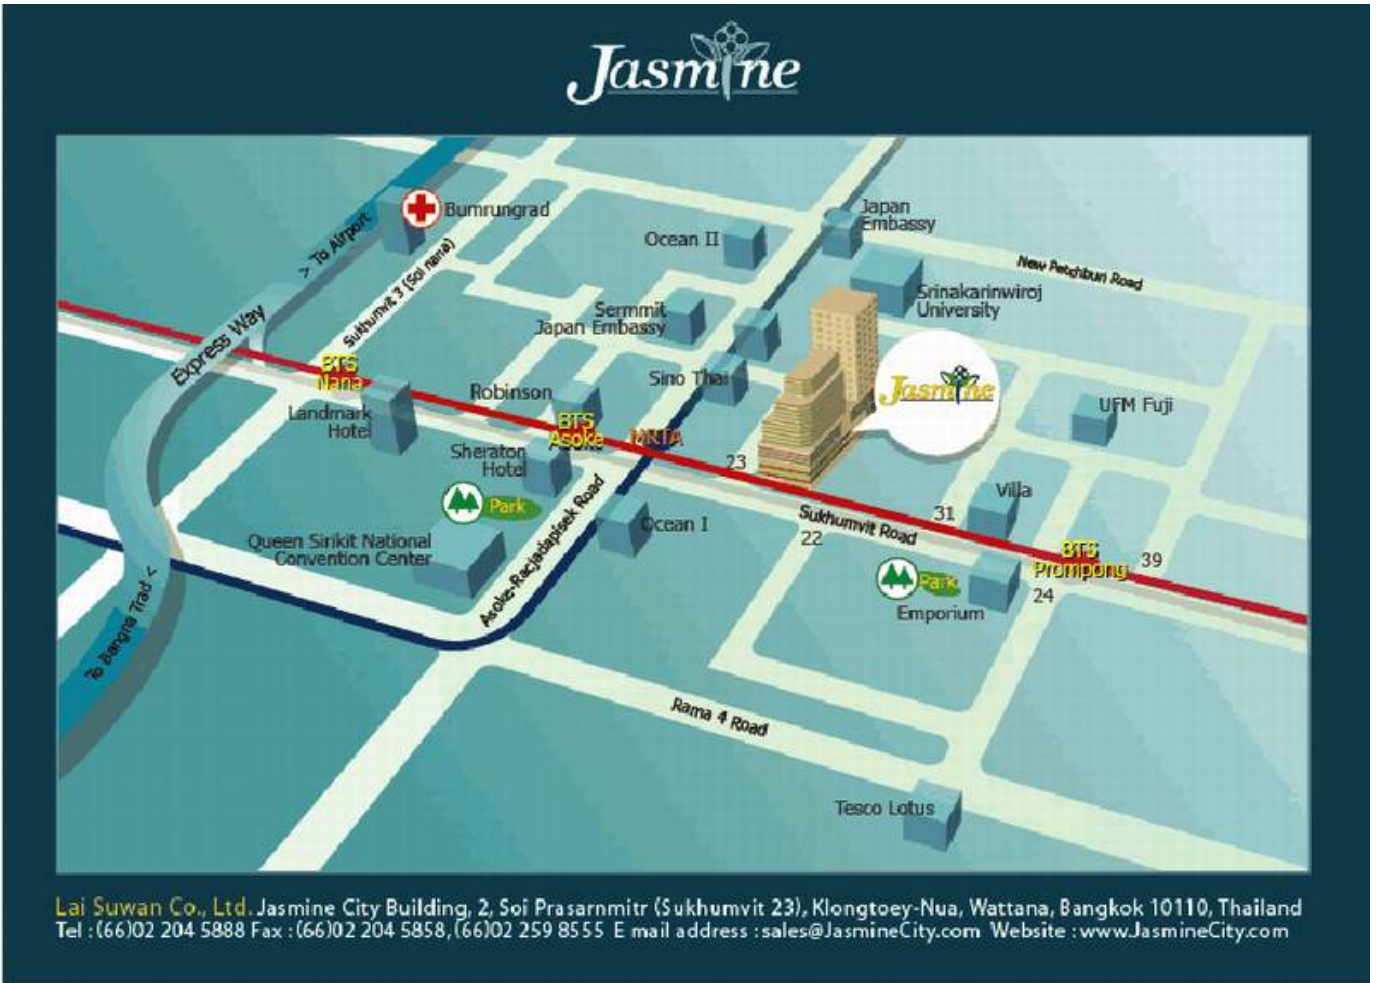 Jasmine
Bumrungrad
> To Airport
Sukhumvit 3 (Soi nana)
Express Way
Ocean II
Japan
Embassy
New Petchburi Road
Srinakarinwiroj
University
Sermmit
Japan Embassy
BTS
Nana
Landmark
Hotel
Robinson
Sino Thai
Jasmine
UFM Fuji
BTS
Asoke
MRTA
Sheraton
Hotel
23
Park
Villa
Queen Sirikit National
Convention Center
Asoke-Racjadapisek Road
Ocean I
Sukhumvit Road
31
22
BTS
Prompong
39
Park
24
Emporium
To Bangna Trad <
Rama 4 Road
Tesco Lotus
Lai Suwan Co., Ltd. Jasmine City Building, 2, Soi Prasarnmitr (Sukhumvit 23), Klongtoey-Nua, Wattana, Bangkok 10110, Thailand
Tel : (66)02 204 5888 Fax : (66)02 204 5858, (66)02 259 8555 E mail address : sales@JasmineCity.com Website : www.JasmineCity.com